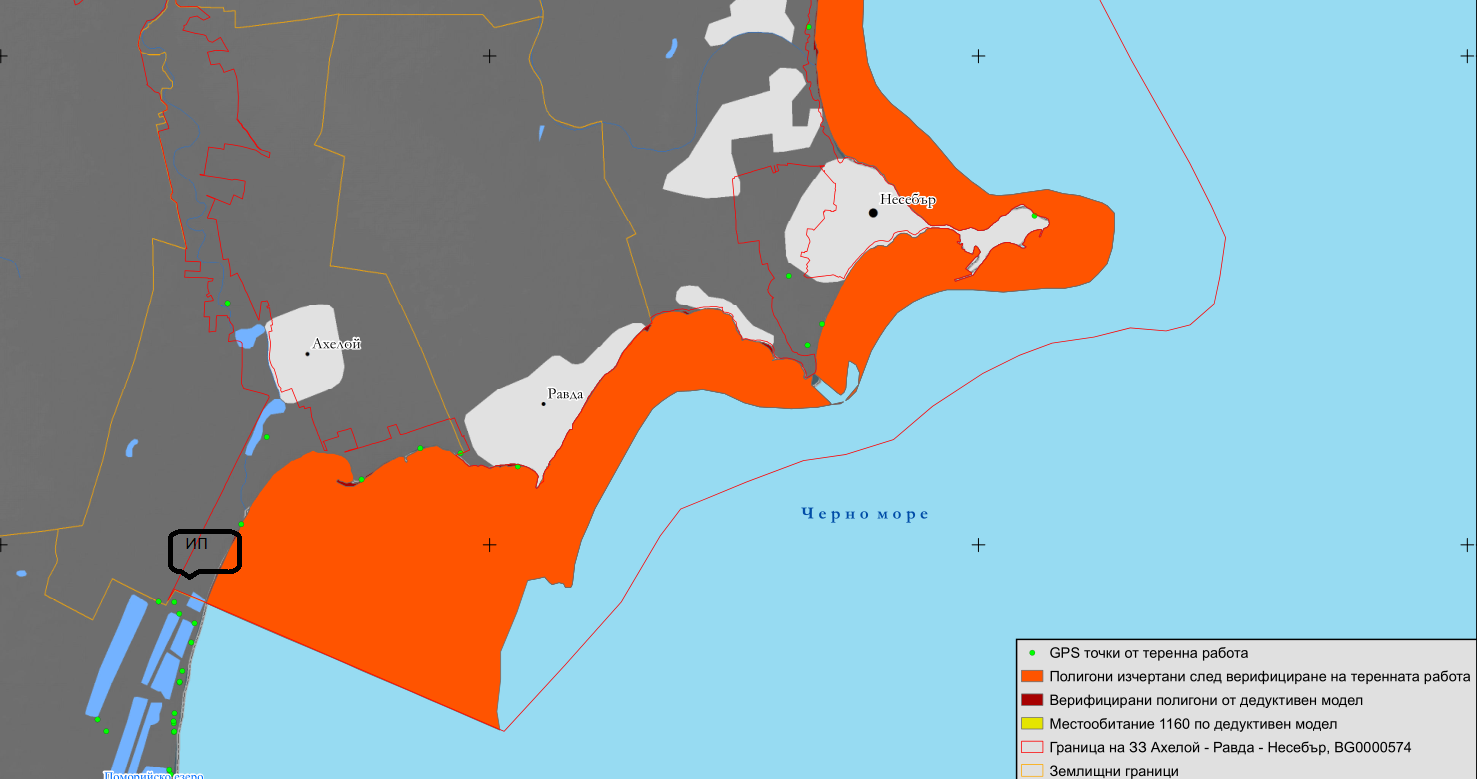 Несебър
Ахелой
Равда
Черно море
ИП
GPS точки от теренна работа
Полигони изчертани след верифициране на теренната работа
Верифицирани полигони от дедуктивен модел
Местообитание 1160 по дедуктивен модел
Граница на ЗЗ Ахелой - Равда - Несебър, BG0000574
Землищни граници
Поморийско езеро